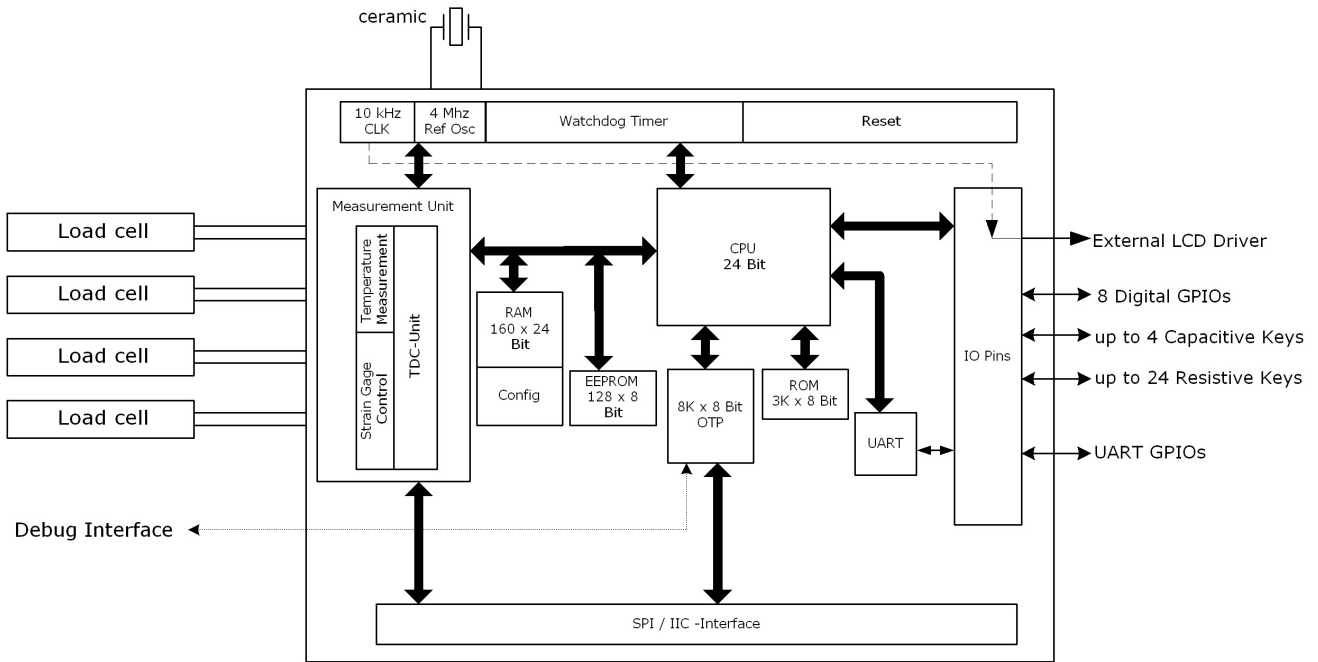 ceramic
10 kHz
CLK
4 Mhz
Ref Osc
Watchdog Timer
Reset
Measurement Unit
Temperature
Measurement
Strain Gage
Control
TDC-Unit
Load cell
Load cell
Load cell
Load cell
CPU
24 Bit
RAM
160 x 24
Bit
Config
EEPROM
128 x 8
Bit
8K x 8 Bit
OTP
ROM
3K x 8 Bit
UART
IO Pins
External LCD Driver
8 Digital GPIOs
up to 4 Capacitive Keys
up to 24 Resistive Keys
UART GPIOs
Debug Interface
SPI / IIC -Interface